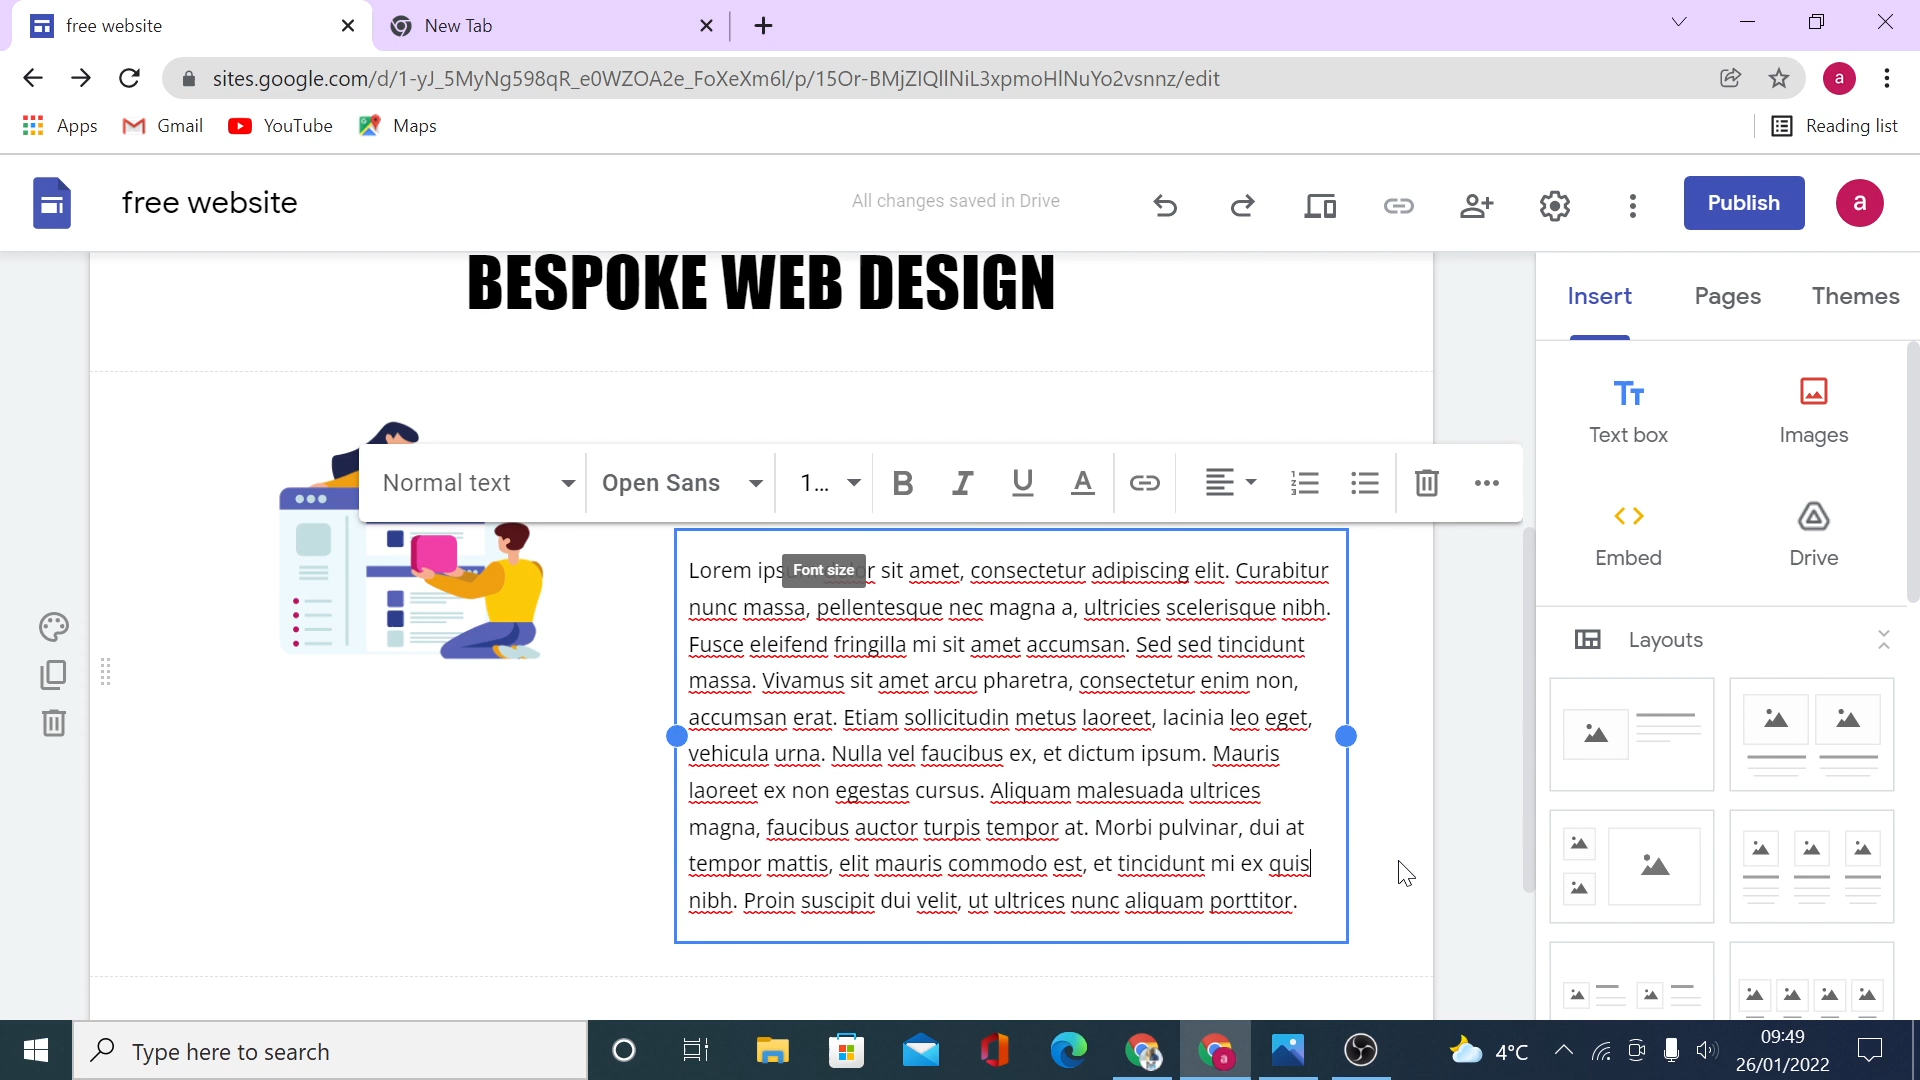 free website
New Tab
sites.google.com/d/1-yJ_5MyNg598qR_e0WZOA2e_FoXeXm6l/p/15Or-BMjZIQllNiL3xpmoHlNuYo2vsnnz/edit
a
Apps
Gmail
YouTube
Maps
Reading list
free website
All changes saved in Drive
Publish
a
BESPOKE WEB DESIGN
Insert
Pages
Themes
Text box
Images
Normal text
Open Sans
1...
B
I
U
A
Embed
Drive
Font size
Lorem ips r sit amet, consectetur adipiscing elit. Curabitur
nunc massa, pellentesque nec magna a, ultricies scelerisque nibh.
Fusce eleifend fringilla mi sit amet accumsan. Sed sed tincidunt
massa. Vivamus sit amet arcu pharetra, consectetur enim non,
accumsan erat. Etiam sollicitudin metus laoreet, lacinia leo eget,
vehicula urna. Nulla vel faucibus ex, et dictum ipsum. Mauris
laoreet ex non egestas cursus. Aliquam malesuada ultrices
magna, faucibus auctor turpis tempor at. Morbi pulvinar, dui at
tempor mattis, elit mauris commodo est, et tincidunt mi ex quis
nibh. Proin suscipit dui velit, ut ultrices nunc aliquam porttitor.
Layouts
Type here to search
4°C
09:49
26/01/2022